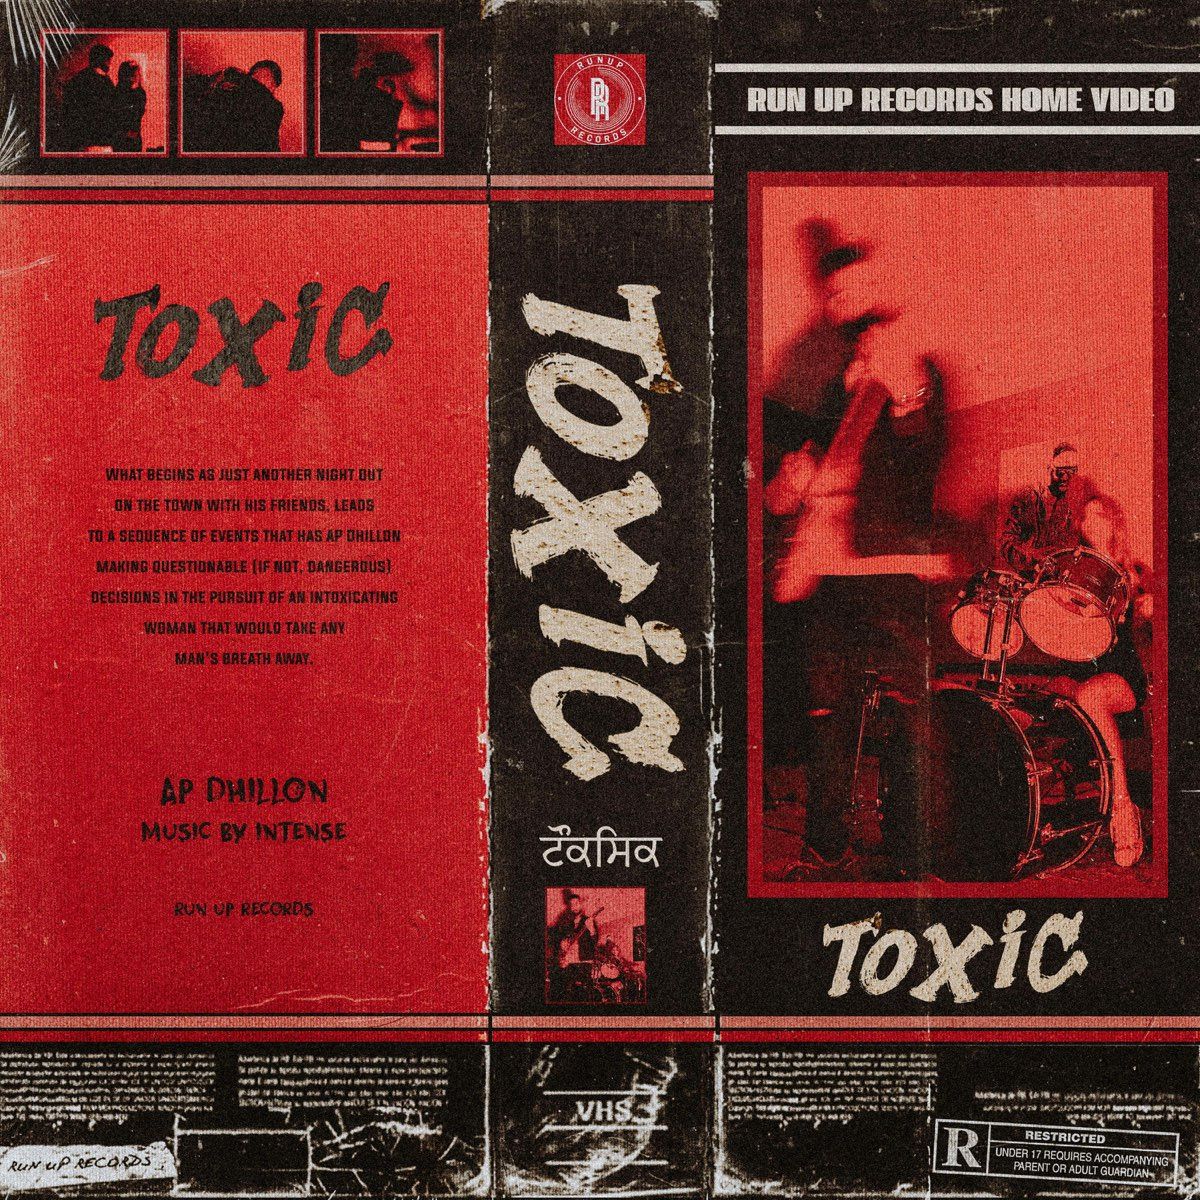 TOXIC
WHAT BEGINS AS JUST ANOTHER NIGHT OUT
ON THE TOWN WITH HIS FRIENDS, LEADS
TO A SEQUENCE OF EVENTS THAT HAS AP DHILLON
MAKING QUESTIONABLE (IF NOT, DANGEROUS)
DECISIONS IN THE PURSUIT OF AN INTOXICATING
WOMAN THAT WOULD TAKE ANY
MAN'S BREATH AWAY.
AP DHILLON
MUSIC BY INTENSE
RUN UP RECORDS
RUN UP RECORDS
RUNUP
RECORDS
TOXIC
ਟੌਕਸਿਕ
VHS
RUN UP RECORDS HOME VIDEO
TOXIC
R
RESTRICTED
UNDER 17 REQUIRES ACCOMPANYING
PARENT OR ADULT GUARDIAN